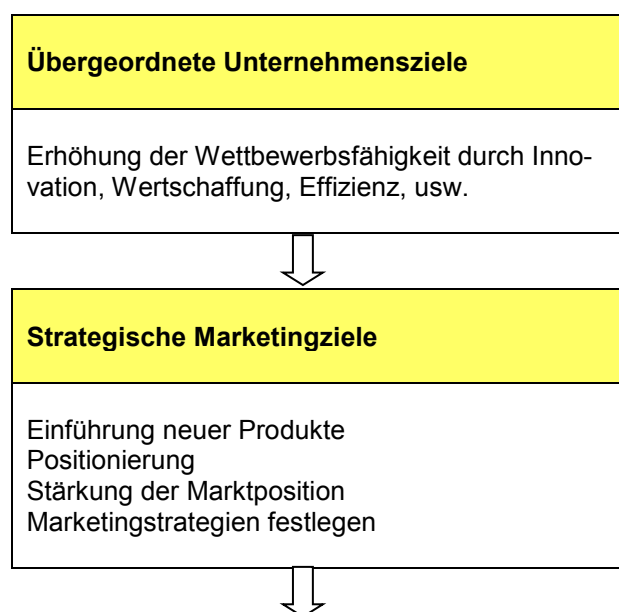 Übergeordnete Unternehmensziele
Erhöhung der Wettbewerbsfähigkeit durch Inno-
vation, Wertschaffung, Effizienz, usw.
Strategische Marketingziele
Einführung neuer Produkte
Positionierung
Stärkung der Marktposition
Marketingstrategien festlegen